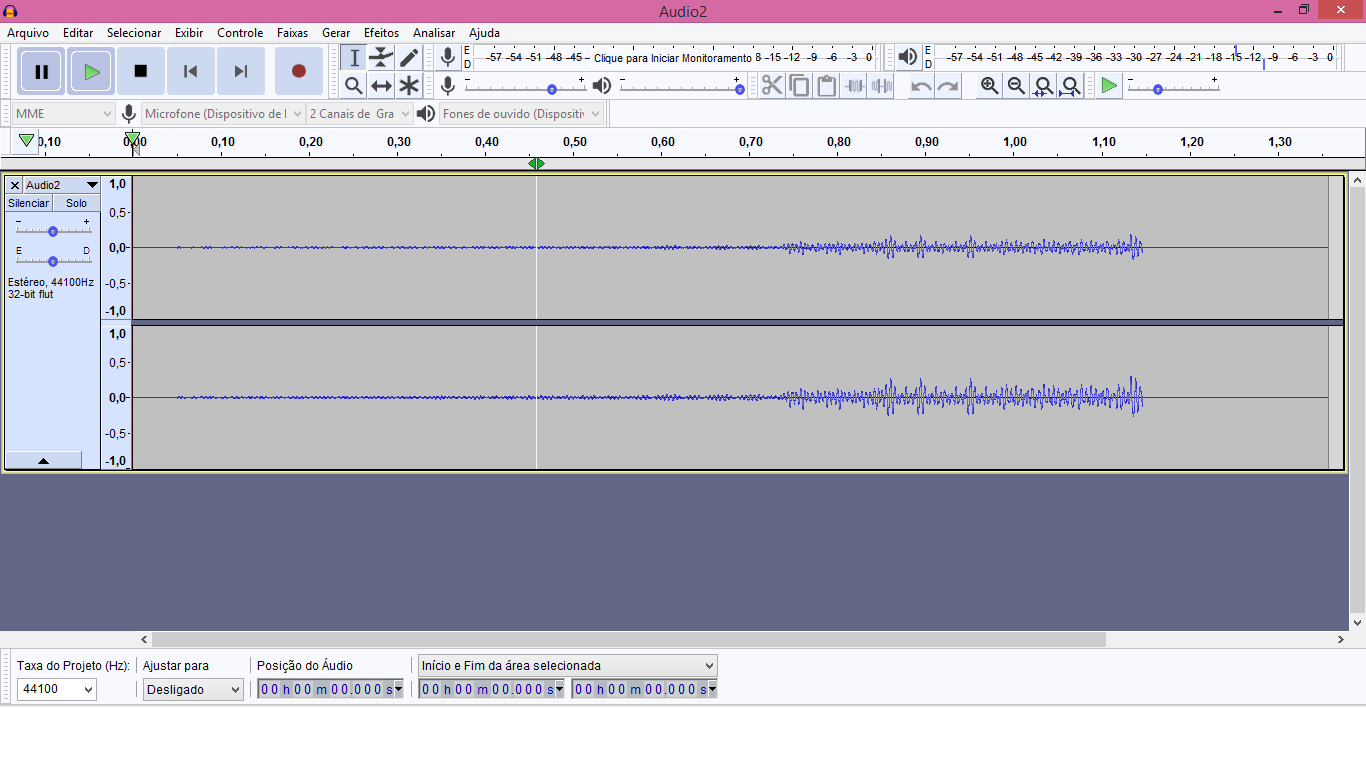 Audio2
Arquivo Editar Selecionar Exibir Controle Faixas Gerar Efeitos Analisar Ajuda
E D -57 -54 -51 -48 -45 - Clique para Iniciar Monitoramento 8 -15 -12 -9 -6 -3 0
E D -57 -54 -51 -48 -45 -42 -39 -36 -33 -30 -27 -24 -21 -18 -15 -12 -9 -6 -3 0
MME Microfone (Dispositivo de I 2 Canais de Gra Fones de ouvido (Dispositiv
0,10 0,00 0,10 0,20 0,30 0,40 0,50 0,60 0,70 0,80 0,90 1,00 1,10 1,20 1,30
Audio2
Silenciar Solo
- +
E D
Estéreo, 44100Hz
32-bit flut
1,0
0,5-
0,0-
-0,5-
-1,0
1,0
0,5-
0,0-
-0,5-
-1,0
Taxa do Projeto (Hz): Ajustar para Posição do Áudio Início e Fim da área selecionada
44100 Desligado 00 h 00 m 00.000 s 00 h 00 m 00.000 s 00 h 00 m 00.000 s